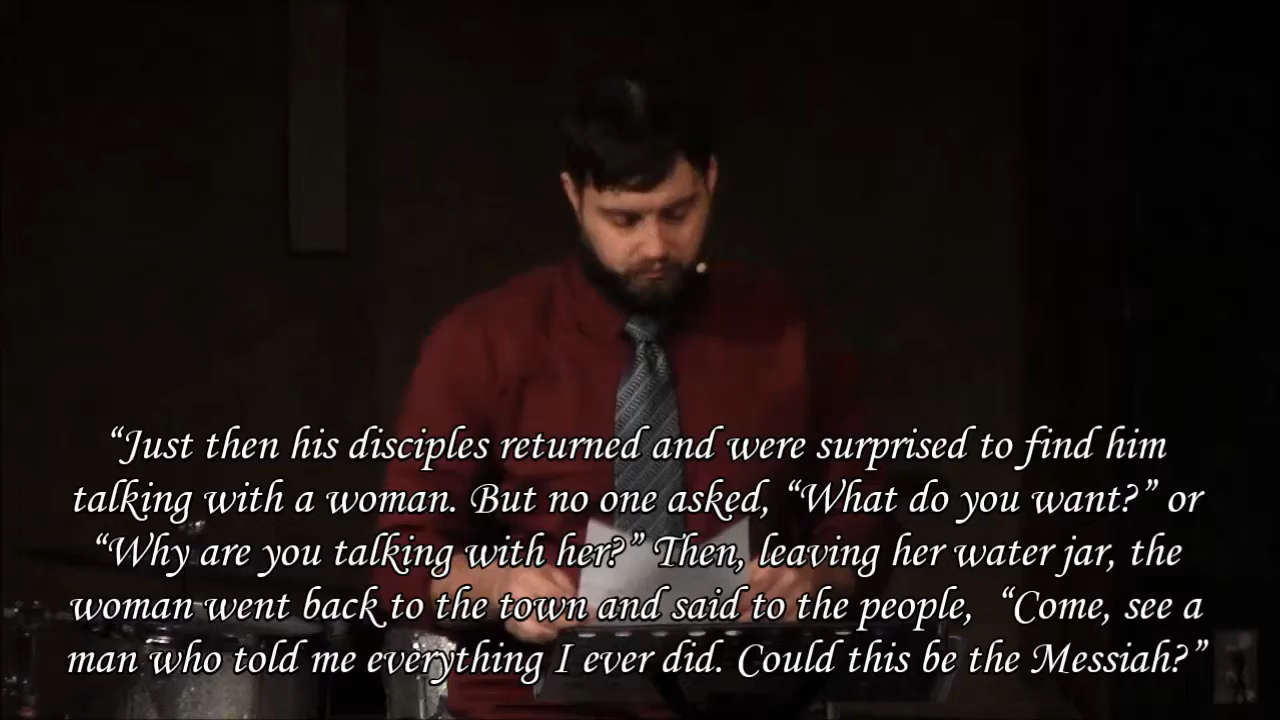 “Just then his disciples returned and were surprised to find him
talking with a woman. But no one asked, “What do you want?” or
“Why are you talking with her?” Then, leaving her water jar, the
woman went back to the town and said to the people, “Come, see a
man who told me everything I ever did. Could this be the Messiah?”